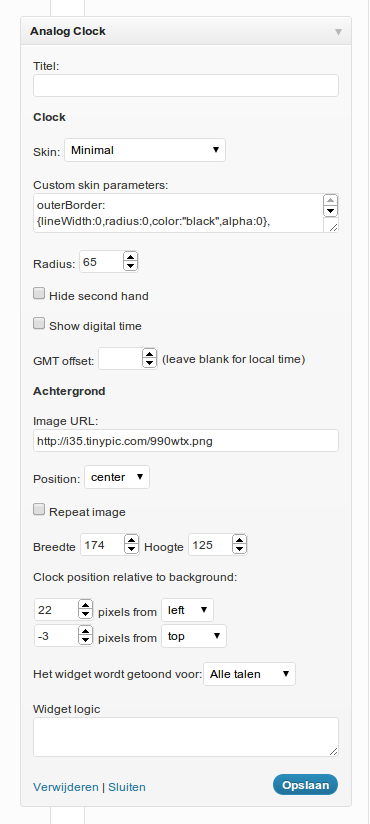 Analog Clock
Titel:
Clock
Skin: Minimal
Custom skin parameters:
outerBorder:
{lineWidth:0,radius:0,color:"black",alpha:0},
Radius: 65
Hide second hand
Show digital time
GMT offset: (leave blank for local time)
Achtergrond
Image URL:
http://i35.tinypic.com/990wtx.png
Position: center
Repeat image
Breedte 174 Hoogte 125
Clock position relative to background:
22 pixels from left
-3 pixels from top
Het widget wordt getoond voor: Alle talen
Widget logic
Verwijderen | Sluiten Opslaan